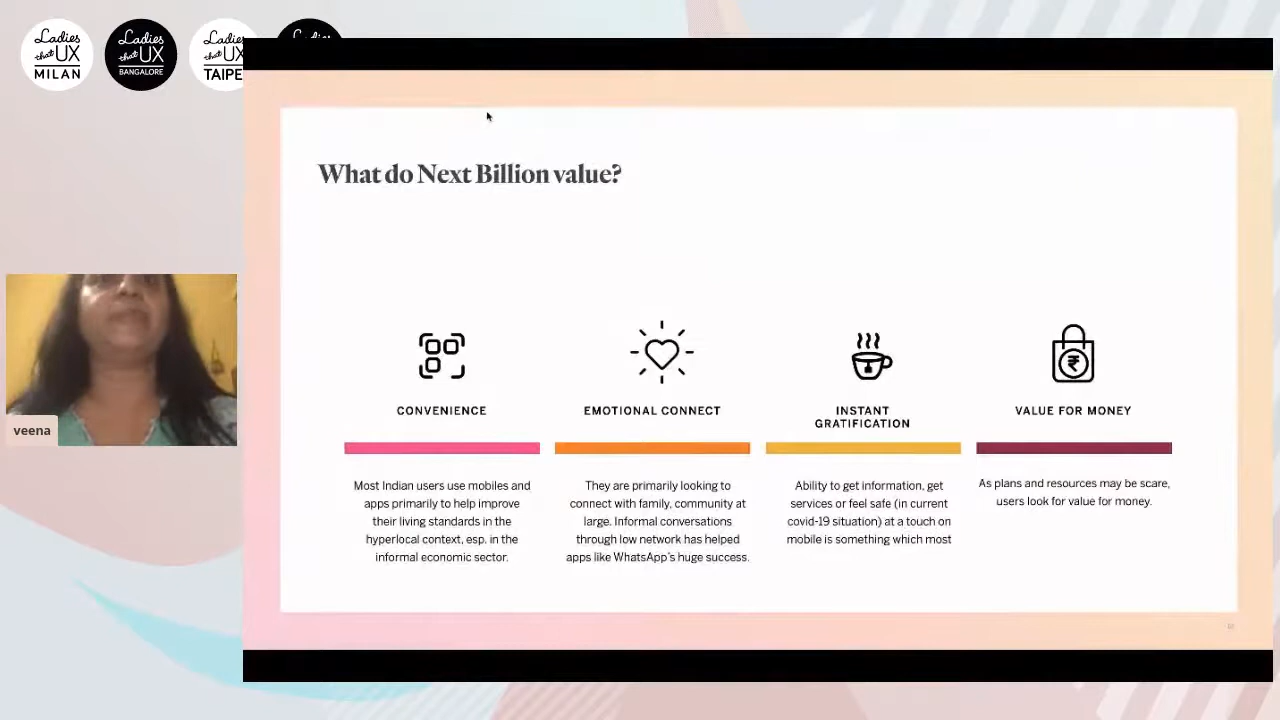 Ladies
that UX
MILAN
Ladies
that UX
BANGALORE
Ladies
that UX
TAIPE
Ladies
What do Next Billion value?
CONVENIENCE
Most Indian users use mobiles and
apps primarily to help improve
their living standards in the
hyperlocal context, esp. in the
informal economic sector.
EMOTIONAL CONNECT
They are primarily looking to
connect with family, community at
large. Informal conversations
through low network has helped
apps like WhatsApp's huge success.
INSTANT
GRATIFICATION
Ability to get information, get
services or feel safe (in current
covid-19 situation) at a touch on
mobile is something which most
₹
VALUE FOR MONEY
As plans and resources may be scare,
users look for value for money.
veena